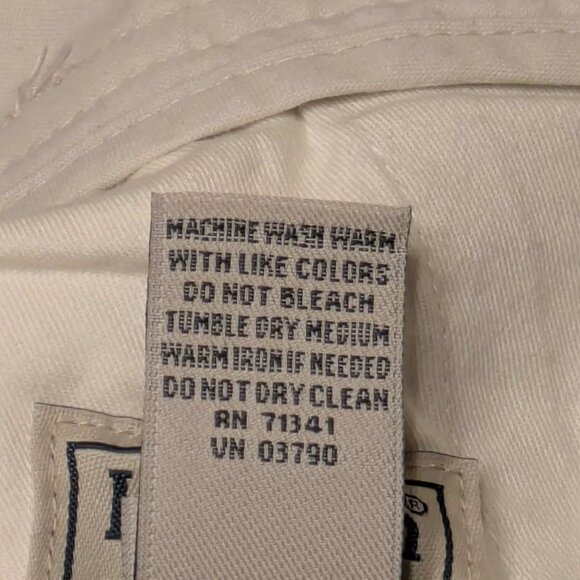 MACHINE WASH WARM
WITH LIKE COLORS
DO NOT BLEACH
TUMBLE DRY MEDIUM
WARM IRON IF NEEDED
DO NOT DRY CLEAN
RN 71341
VN 03790
®